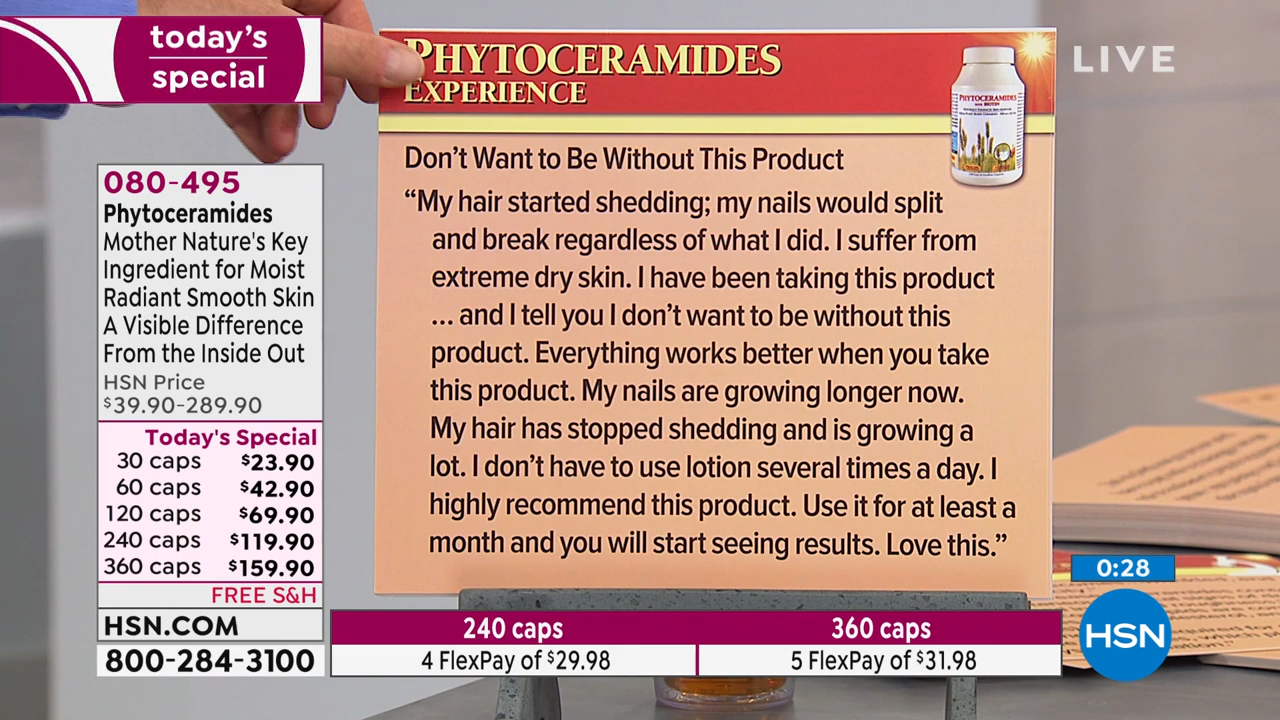 today's
special
080-495
Phytoceramides
Mother Nature's Key
Ingredient for Moist
Radiant Smooth Skin
A Visible Difference
From the Inside Out
HSN Price
$39.90-289.90
Today's Special
30 caps $23.90
60 caps $42.90
120 caps $69.90
240 caps $119.90
360 caps $159.90
FREE S&H
HSN.COM
800-284-3100
PHYTOCERAMIDES
EXPERIENCE
PHYTOCERAMIDES
WITH BIOTIN
Don't Want to Be Without This Product
“My hair started shedding; my nails would split
and break regardless of what I did. I suffer from
extreme dry skin. I have been taking this product
... and I tell you I don't want to be without this
product. Everything works better when you take
this product. My nails are growing longer now.
My hair has stopped shedding and is growing a
lot. I don't have to use lotion several times a day. I
highly recommend this product. Use it for at least a
month and you will start seeing results. Love this.”
240 caps 360 caps
4 FlexPay of $29.98 5 FlexPay of $31.98
LIVE
0:28
HSN